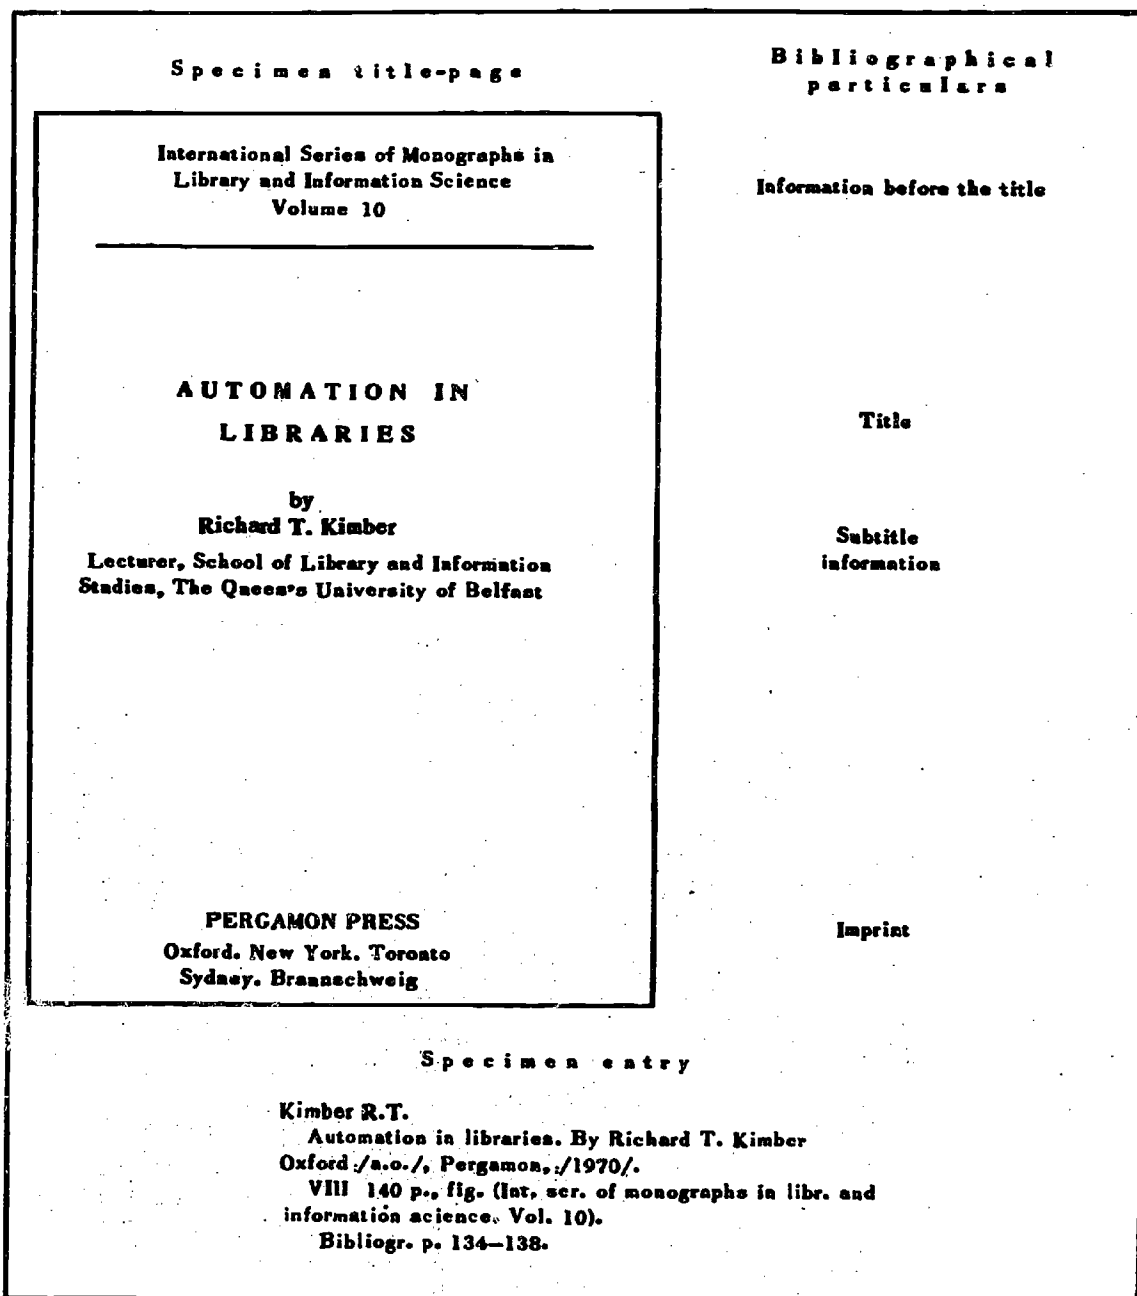 Specimen title-page
Bibliographical
particulars
International Series of Monographs in
Library and Information Science
Volume 10
Information before the title
AUTOMATION IN
LIBRARIES
Title
by
Richard T. Kimber
Lecturer, School of Library and Information
Studies, The Queen's University of Belfast
Subtitle
information
PERGAMON PRESS
Oxford. New York. Toronto
Sydney. Braunschweig
Imprint
Specimen entry
Kimber R.T.
Automation in libraries. By Richard T. Kimber
Oxford /a.o./, Pergamon, /1970/.
VIII 140 p., fig. (Int. ser. of monographs in libr. and
information science. Vol. 10).
Bibliogr. p. 134–138.